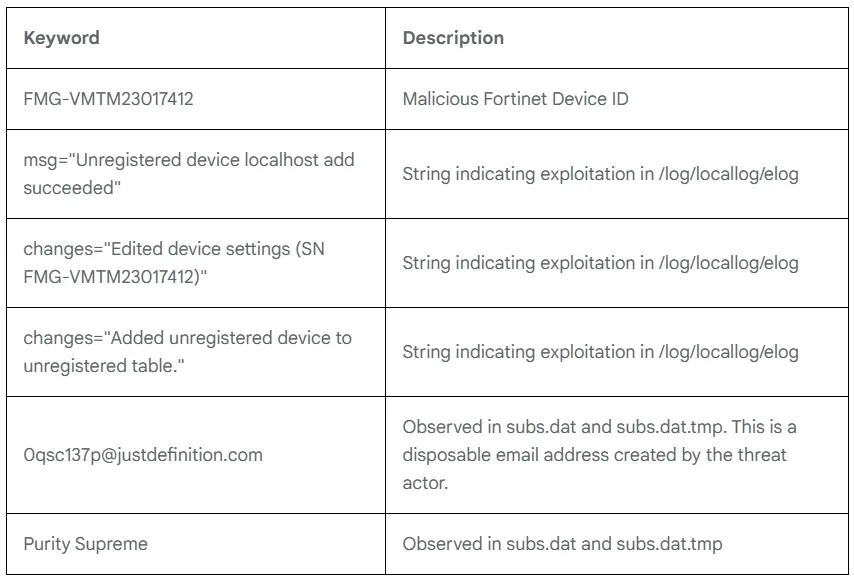 Keyword
Description
FMG-VMTM23017412
Malicious Fortinet Device ID
msg="Unregistered device localhost add
succeeded"
String indicating exploitation in /log/locallog/elog
changes="Edited device settings (SN
FMG-VMTM23017412)"
String indicating exploitation in /log/locallog/elog
changes="Added unregistered device to
unregistered table."
String indicating exploitation in /log/locallog/elog
0qsc137p@justdefinition.com
Observed in subs.dat and subs.dat.tmp. This is a
disposable email address created by the threat
actor.
Purity Supreme
Observed in subs.dat and subs.dat.tmp